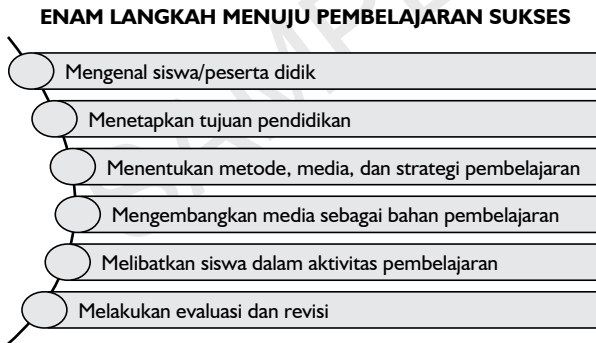 ENAM LANGKAH MENUJU PEMBELAJARAN SUKSES
Mengenal siswa/peserta didik
Menetapkan tujuan pendidikan
Menentukan metode, media, dan strategi pembelajaran
Mengembangkan media sebagai bahan pembelajaran
Melibatkan siswa dalam aktivitas pembelajaran
Melakukan evaluasi dan revisi